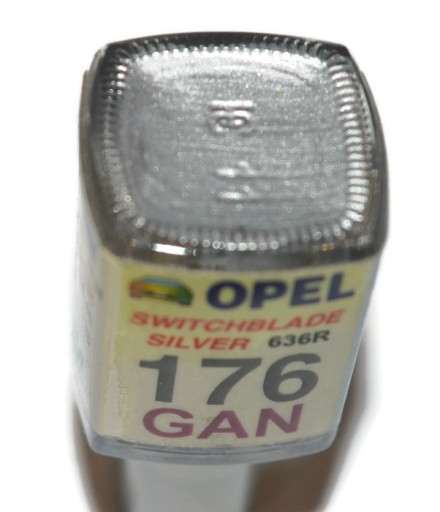 OPEL
SWITCHBLADE
SILVER 636R
176
GAN